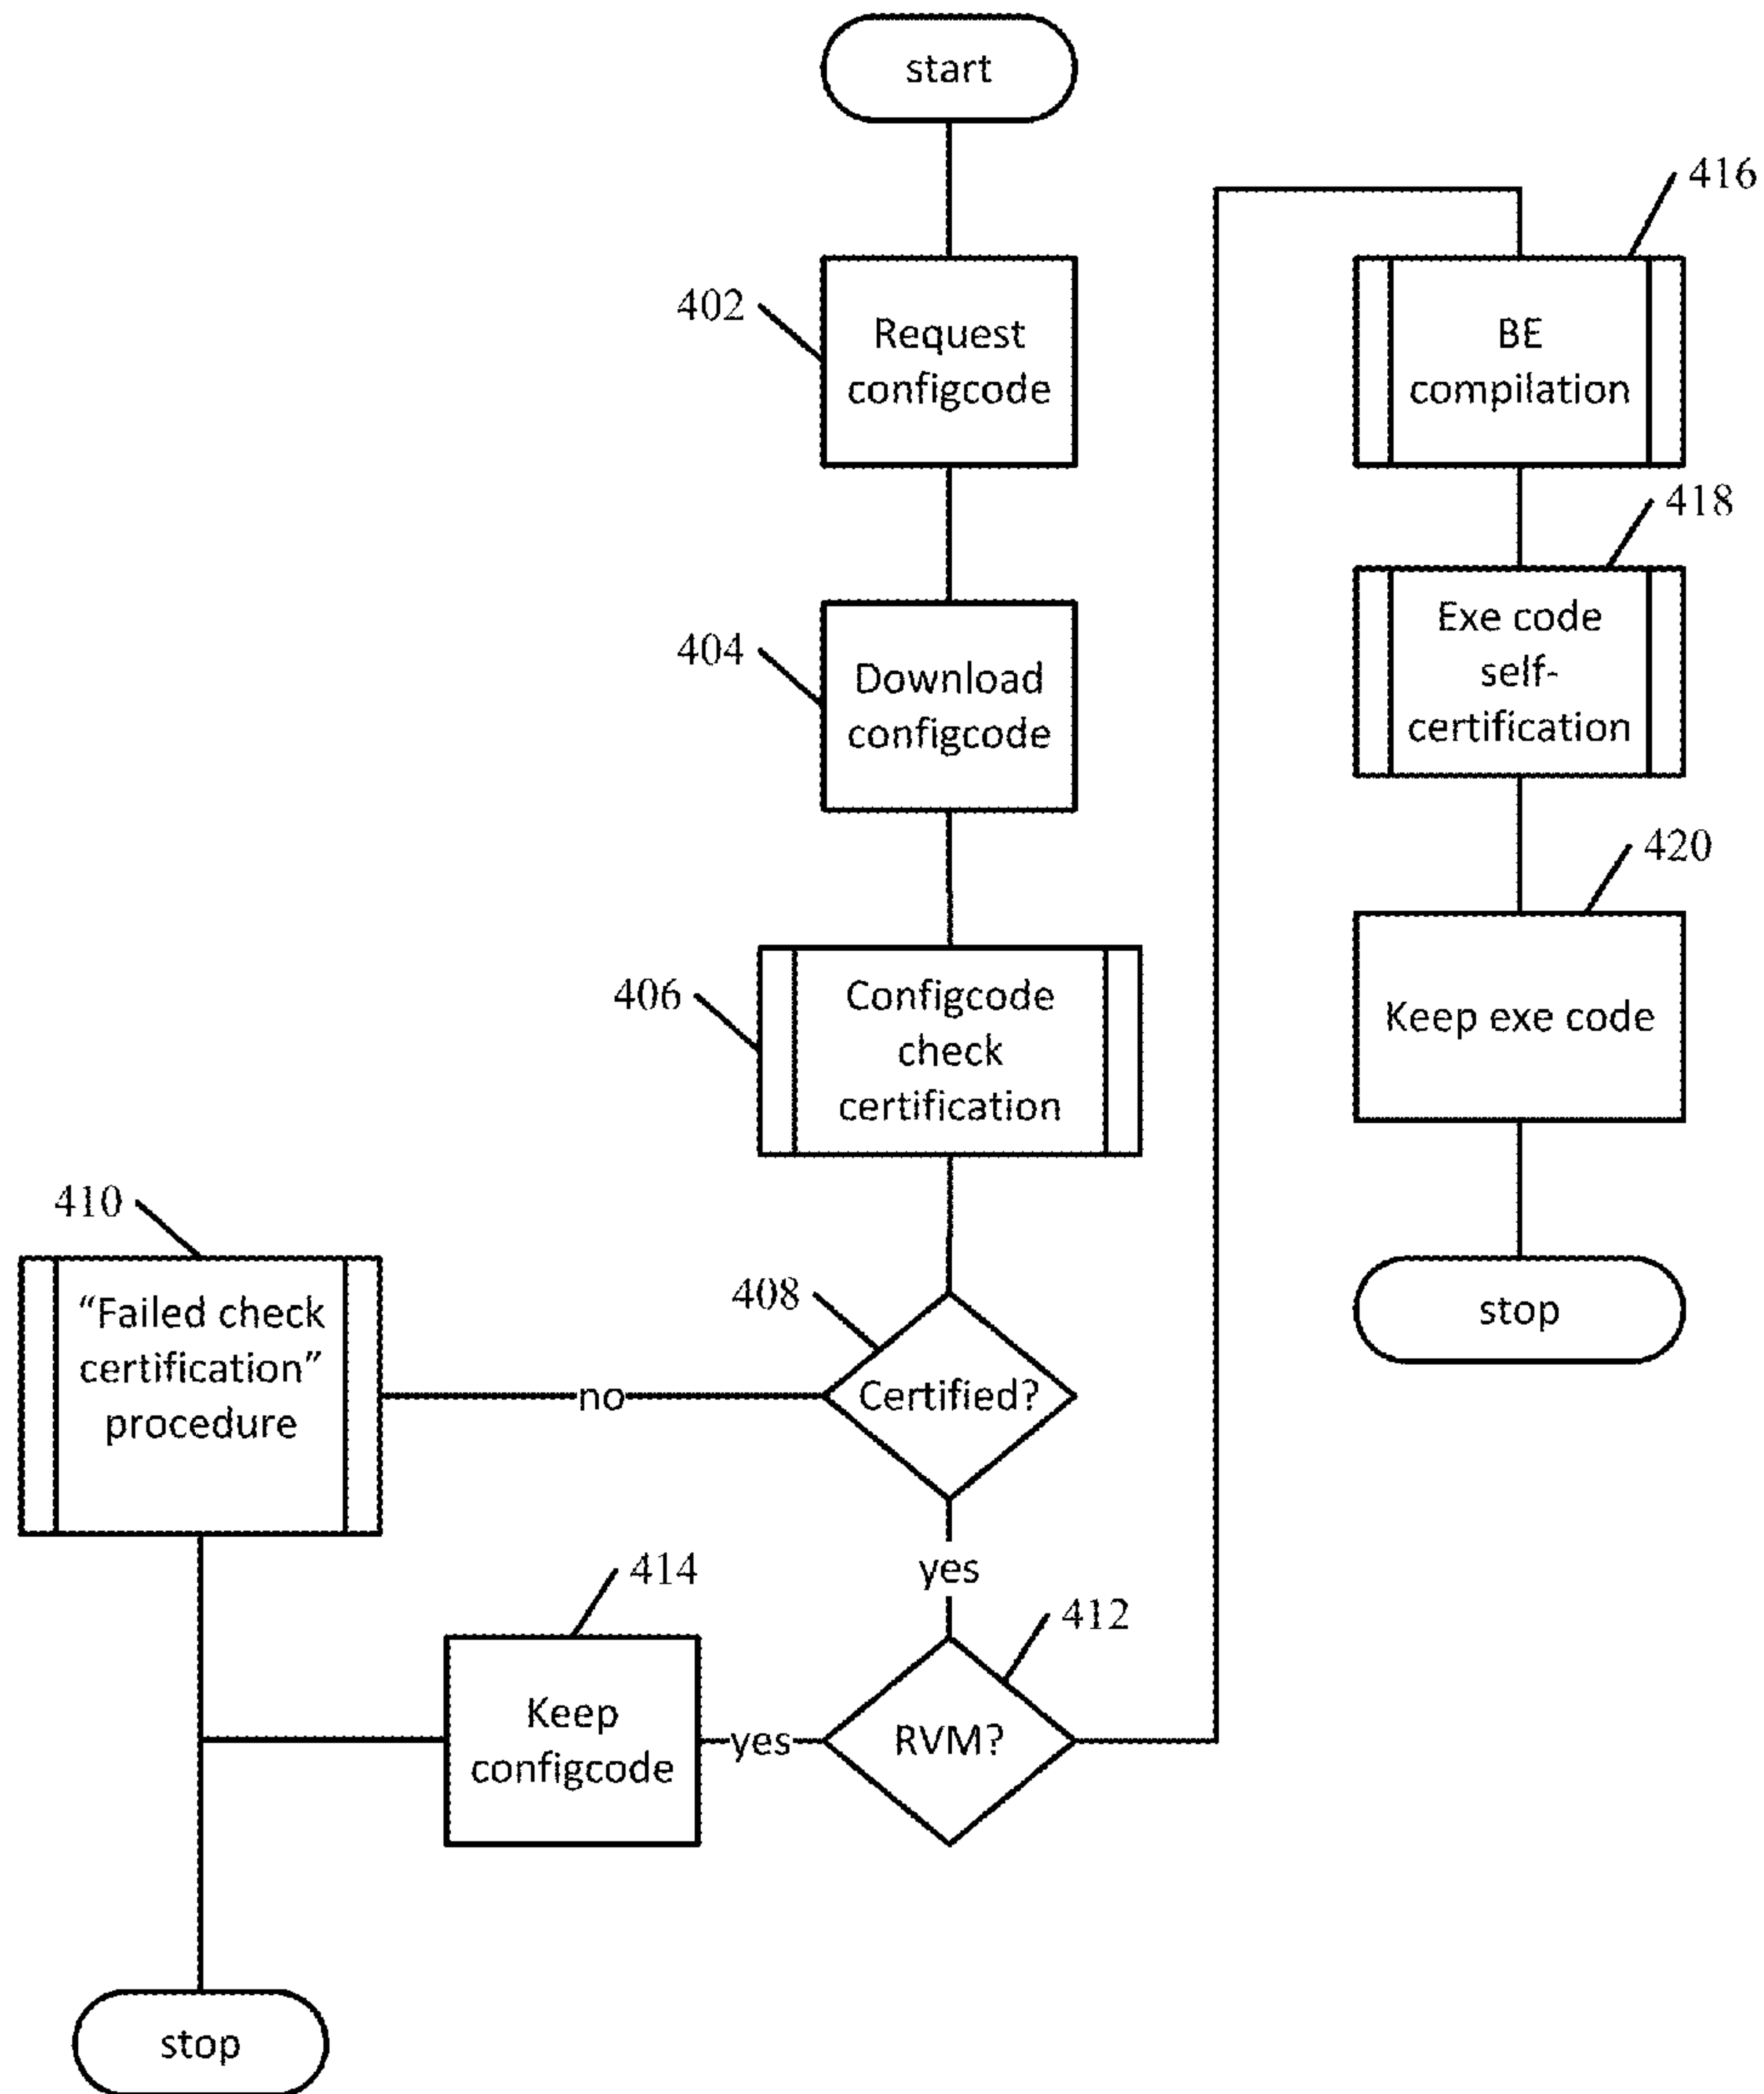 start
402
Request
configcode
404
Download
configcode
406
Configcode
check
certification
408
Certified?
no
410
“Failed check
certification”
procedure
yes
412
RVM?
yes
414
Keep
configcode
stop
416
BE
compilation
418
Exe code
self-
certification
420
Keep exe code
stop